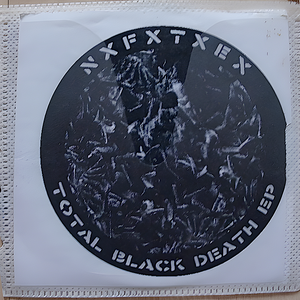 NXFXTXEX
TOTAL BLACK DEATH EP